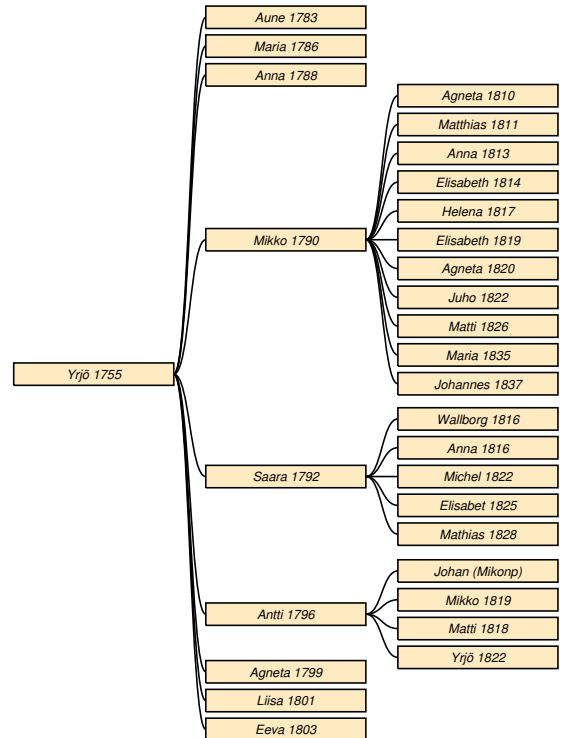 Aune 1783
Maria 1786
Anna 1788
Agneta 1810
Matthias 1811
Anna 1813
Elisabeth 1814
Helena 1817
Mikko 1790
Elisabeth 1819
Agneta 1820
Juho 1822
Matti 1826
Maria 1835
Yrjö 1755
Johannes 1837
Wallborg 1816
Anna 1816
Saara 1792
Michel 1822
Elisabet 1825
Mathias 1828
Johan (Mikonp)
Mikko 1819
Antti 1796
Matti 1818
Yrjö 1822
Agneta 1799
Liisa 1801
Eeva 1803